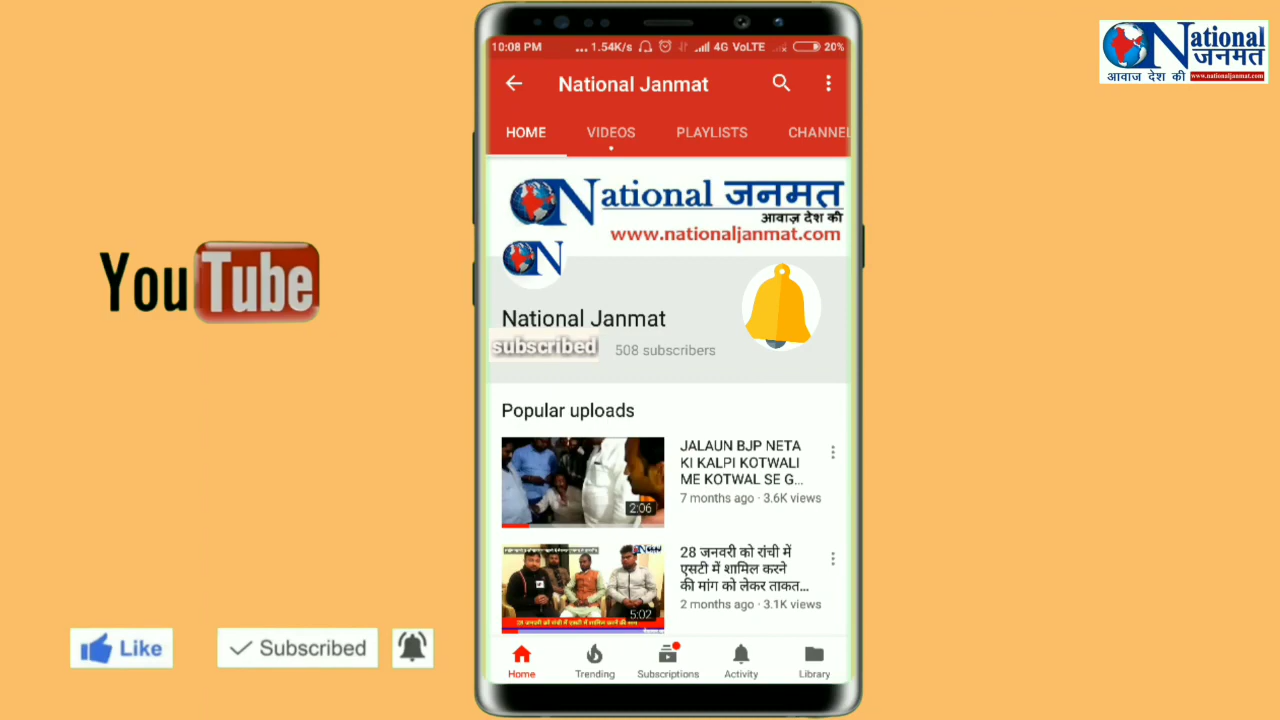 10:08 PM
... 1.54K/s
4G VoLTE
20%
National Janmat
HOME
VIDEOS
PLAYLISTS
CHANNEL
National जनमत
आवाज़ देश की
www.nationaljanmat.com
N
National Janmat
subscribed
508 subscribers
Popular uploads
JALAUN BJP NETA
KI KALPI KOTWALI
ME KOTWAL SE G...
7 months ago · 3.6K views
2:06
28 जनवरी को रांची में
एसटी में शामिल करने
की मांग को लेकर ताकत...
2 months ago · 3.1K views
5:02
Home
Trending
Subscriptions
Activity
Library
YouTube
Like
Subscribed
National
जनमत
आवाज देश की
www.nationaljanmat.com